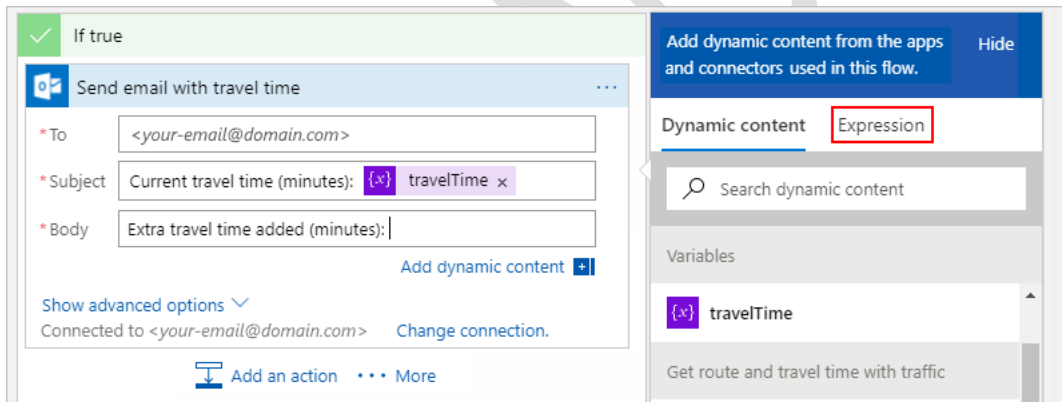 If true
Send email with travel time
...
* To
<your-email@domain.com>
* Subject
Current travel time (minutes): {x} travelTime ×
* Body
Extra travel time added (minutes):
Add dynamic content
Show advanced options
Connected to <your-email@domain.com> Change connection.
Add an action ... More
Add dynamic content from the apps
and connectors used in this flow.
Hide
Dynamic content
Expression
Search dynamic content
Variables
{x} travelTime
Get route and travel time with traffic